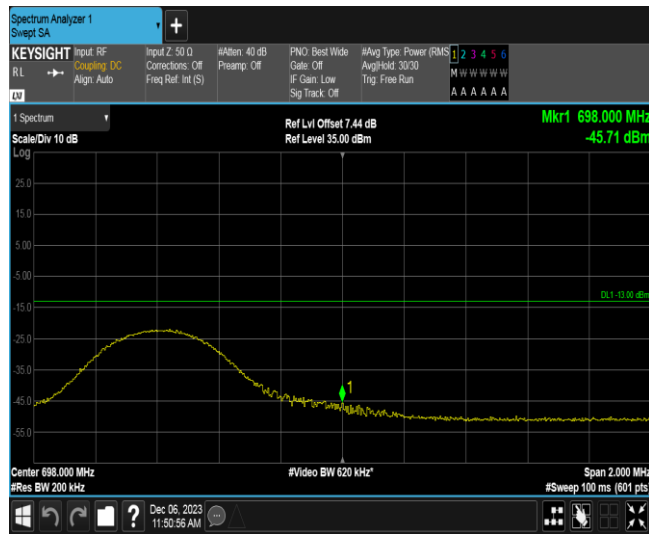 Spectrum Analyzer 1
Swept SA
+
KEYSIGHT
RL
LXI
Input: RF
Coupling: DC
Align: Auto
Input Z: 50 Ω
Corrections: Off
Freq Ref: Int (S)
#Atten: 40 dB
Preamp: Off
PNO: Best Wide
Gate: Off
IF Gain: Low
Sig Track: Off
#Avg Type: Power (RMS
Avg|Hold: 30/30
Trig: Free Run
1 2 3 4 5 6
M W W W W W
A A A A A A
1 Spectrum
Scale/Div 10 dB
Log
Ref Lvl Offset 7.44 dB
Ref Level 35.00 dBm
Mkr1 698.000 MHz
-45.71 dBm
25.0
15.0
5.00
-5.00
DL1 -13.00 dBm
-15.0
-25.0
-35.0
1
-45.0
-55.0
Center 698.000 MHz
#Res BW 200 kHz
#Video BW 620 kHz*
Span 2.000 MHz
#Sweep 100 ms (601 pts
?
Dec 06, 2023
11:50:56 AM